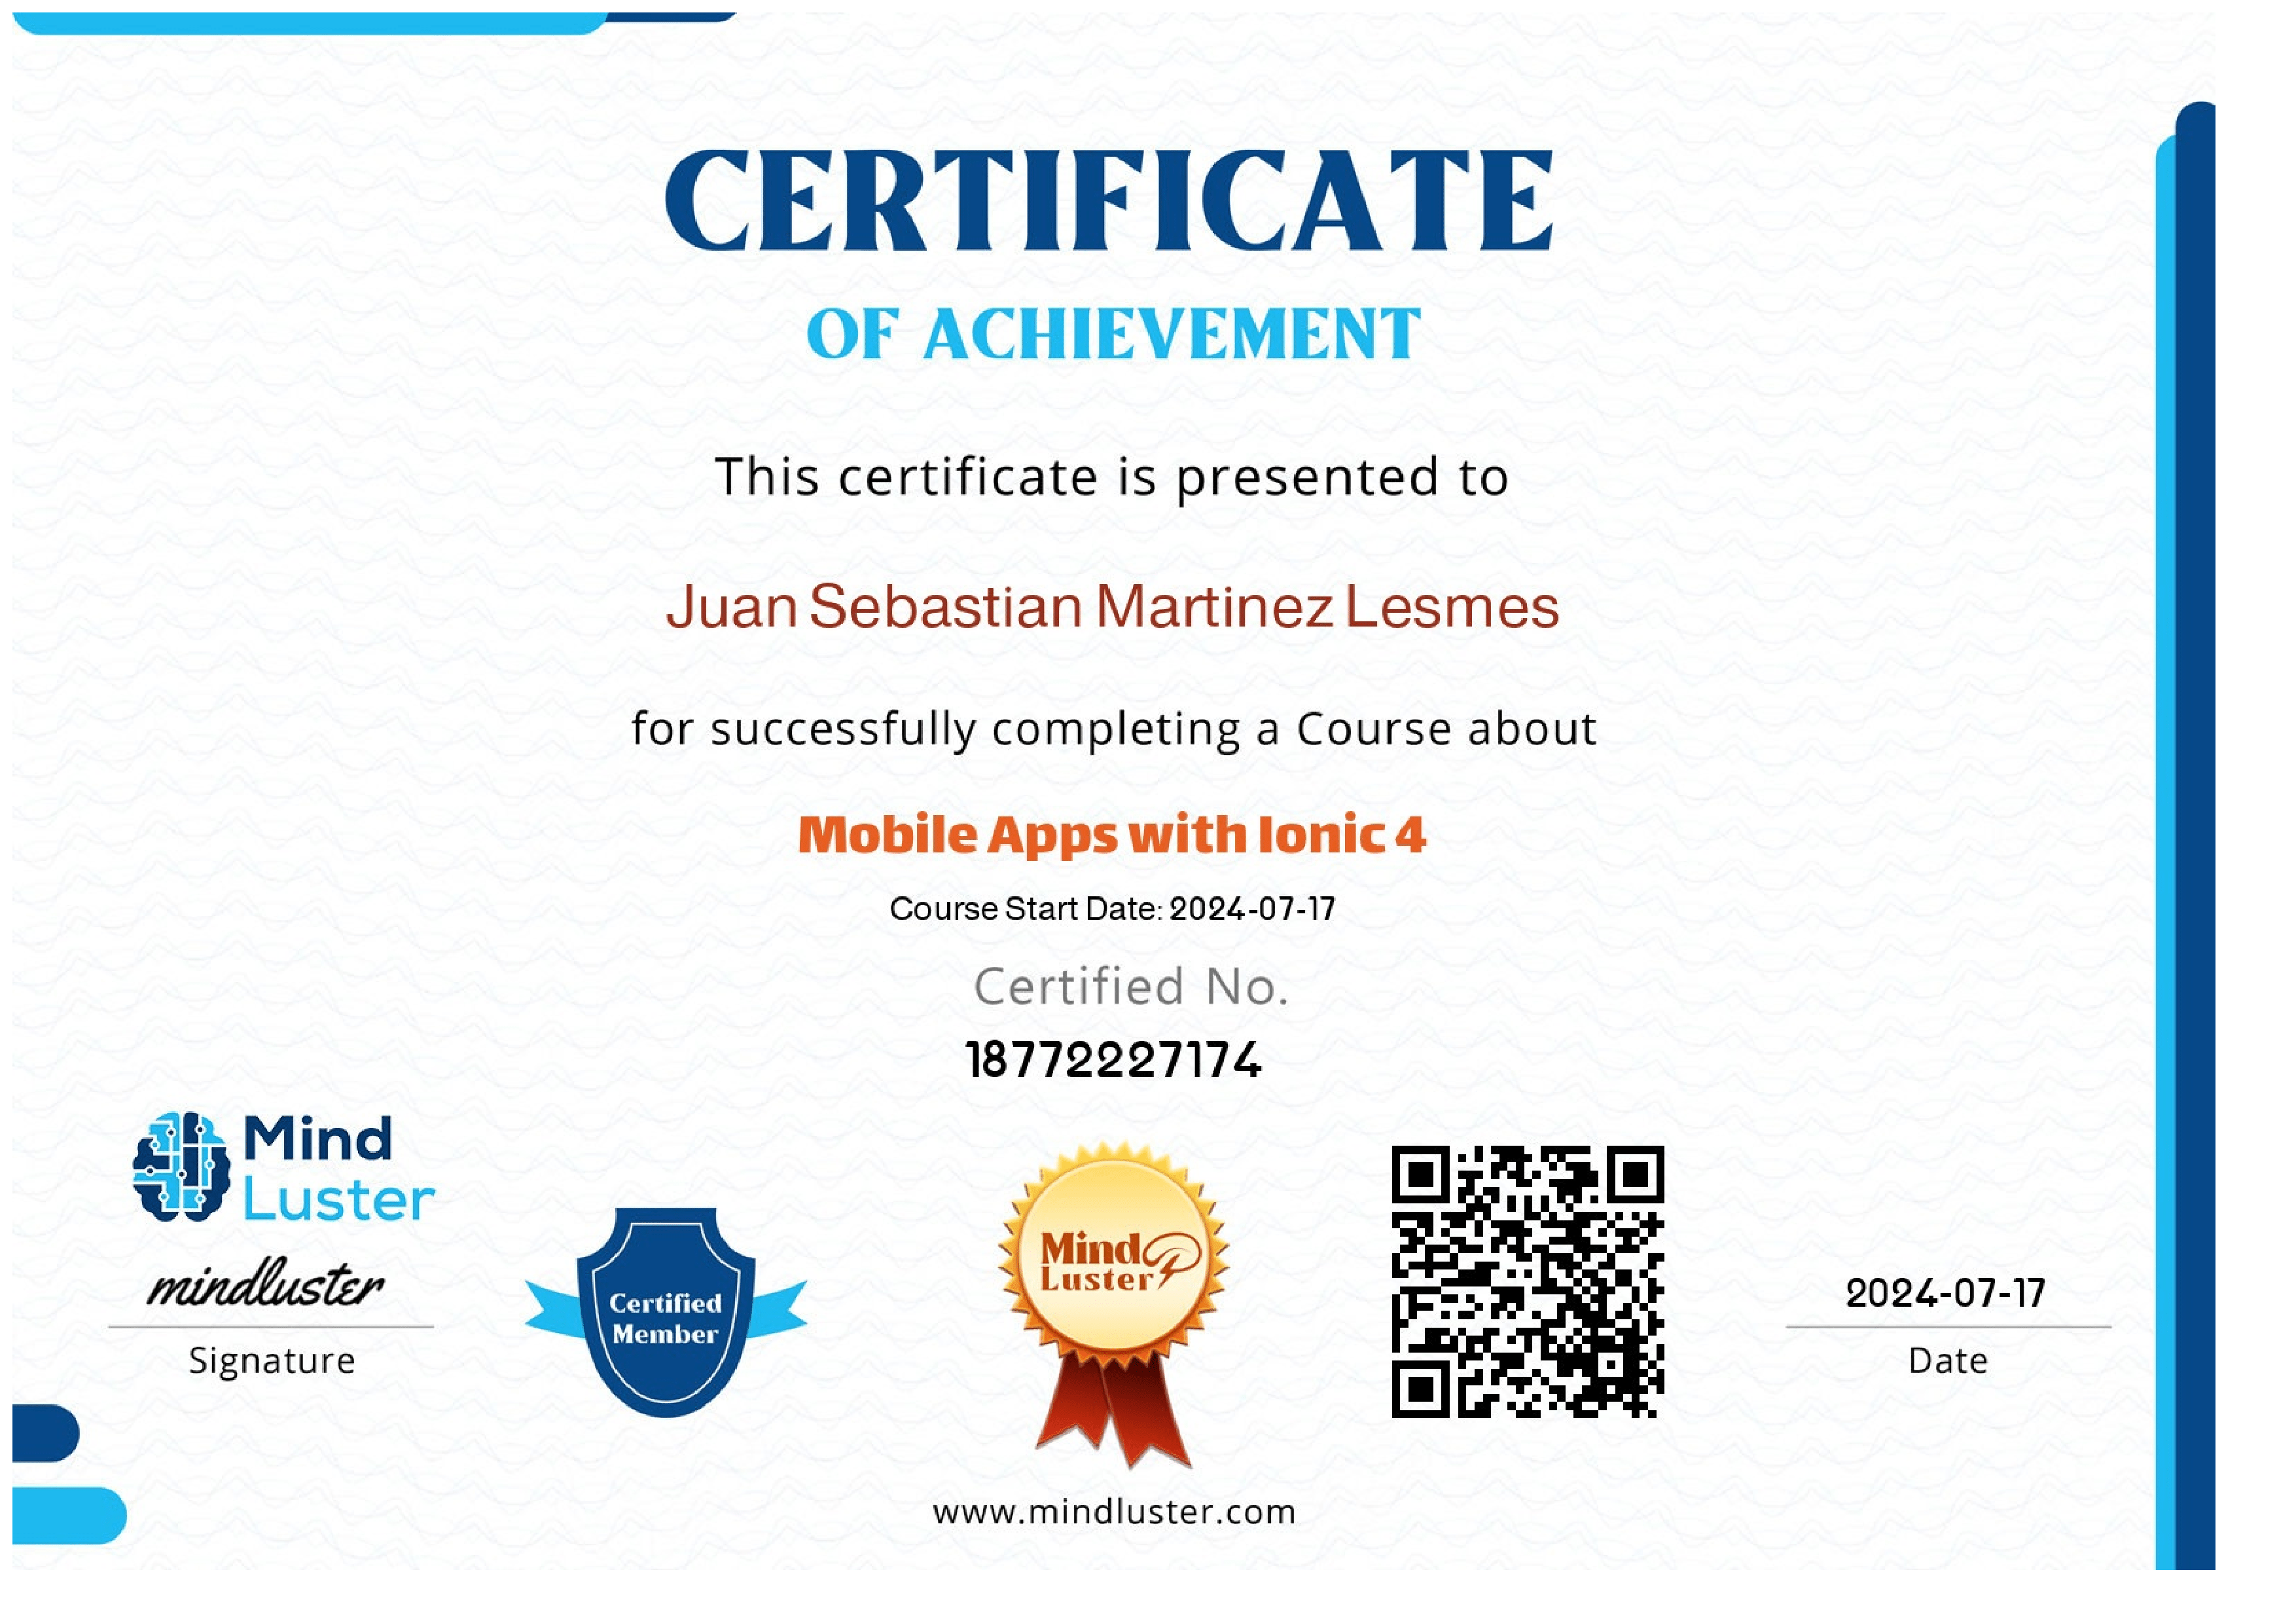 CERTIFICATE
OF ACHIEVEMENT
This certificate is presented to
Juan Sebastian Martinez Lesmes
for successfully completing a Course about
Mobile Apps with Ionic 4
Course Start Date: 2024-07-17
Certified No.
18772227174
Mind
Luster
mindluster
Signature
Certified
Member
Mind
Luster
2024-07-17
Date
www.mindluster.com